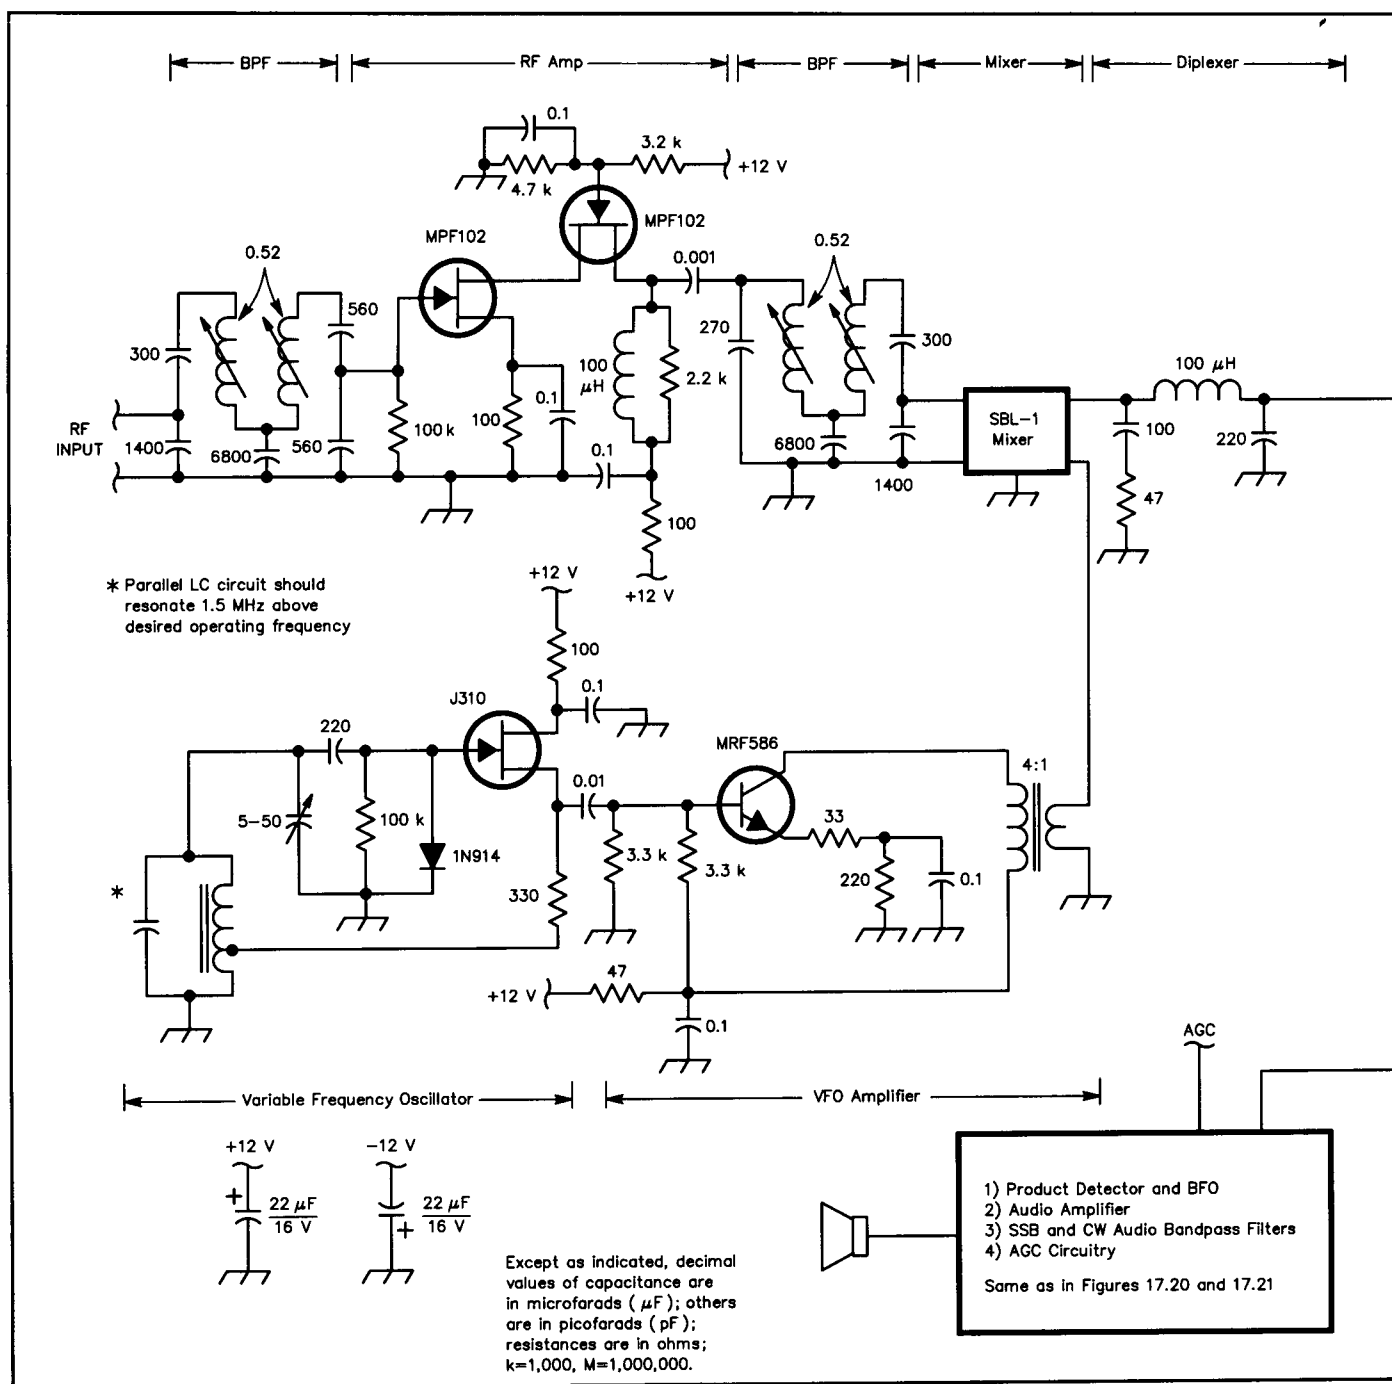 BPF
RF Amp
BPF
Mixer
Diplexer
0.1
3.2 k
+12 V
4.7 k
MPF102
MPF102
0.52
0.001
0.52
560
300
270
300
100 μH
2.2 k
100 μH
RF
INPUT
1400
6800
560
100 k
100
0.1
0.1
6800
1400
SBL-1
Mixer
100
220
47
100
+12 V
* Parallel LC circuit should
resonate 1.5 MHz above
desired operating frequency
+12 V
100
0.1
J310
220
MRF586
4:1
0.01
5-50
100 k
1N914
33
3.3 k
3.3 k
220
0.1
*
330
47
+12 V
0.1
AGC
Variable Frequency Oscillator
VFO Amplifier
+12 V
-12 V
+
22 μF
16 V
22 μF
16 V
+
1) Product Detector and BFO
2) Audio Amplifier
3) SSB and CW Audio Bandpass Filters
4) AGC Circuitry
Same as in Figures 17.20 and 17.21
Except as indicated, decimal
values of capacitance are
in microfarads ( μF); others
are in picofarads ( pF);
resistances are in ohms;
k=1,000, M=1,000,000.